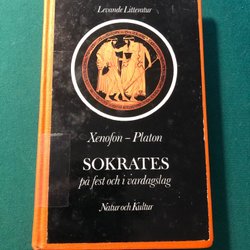 Levande Litteratur
Xenofon – Platon
SOKRATES
på fest och i vardagslag
Natur och Kultur